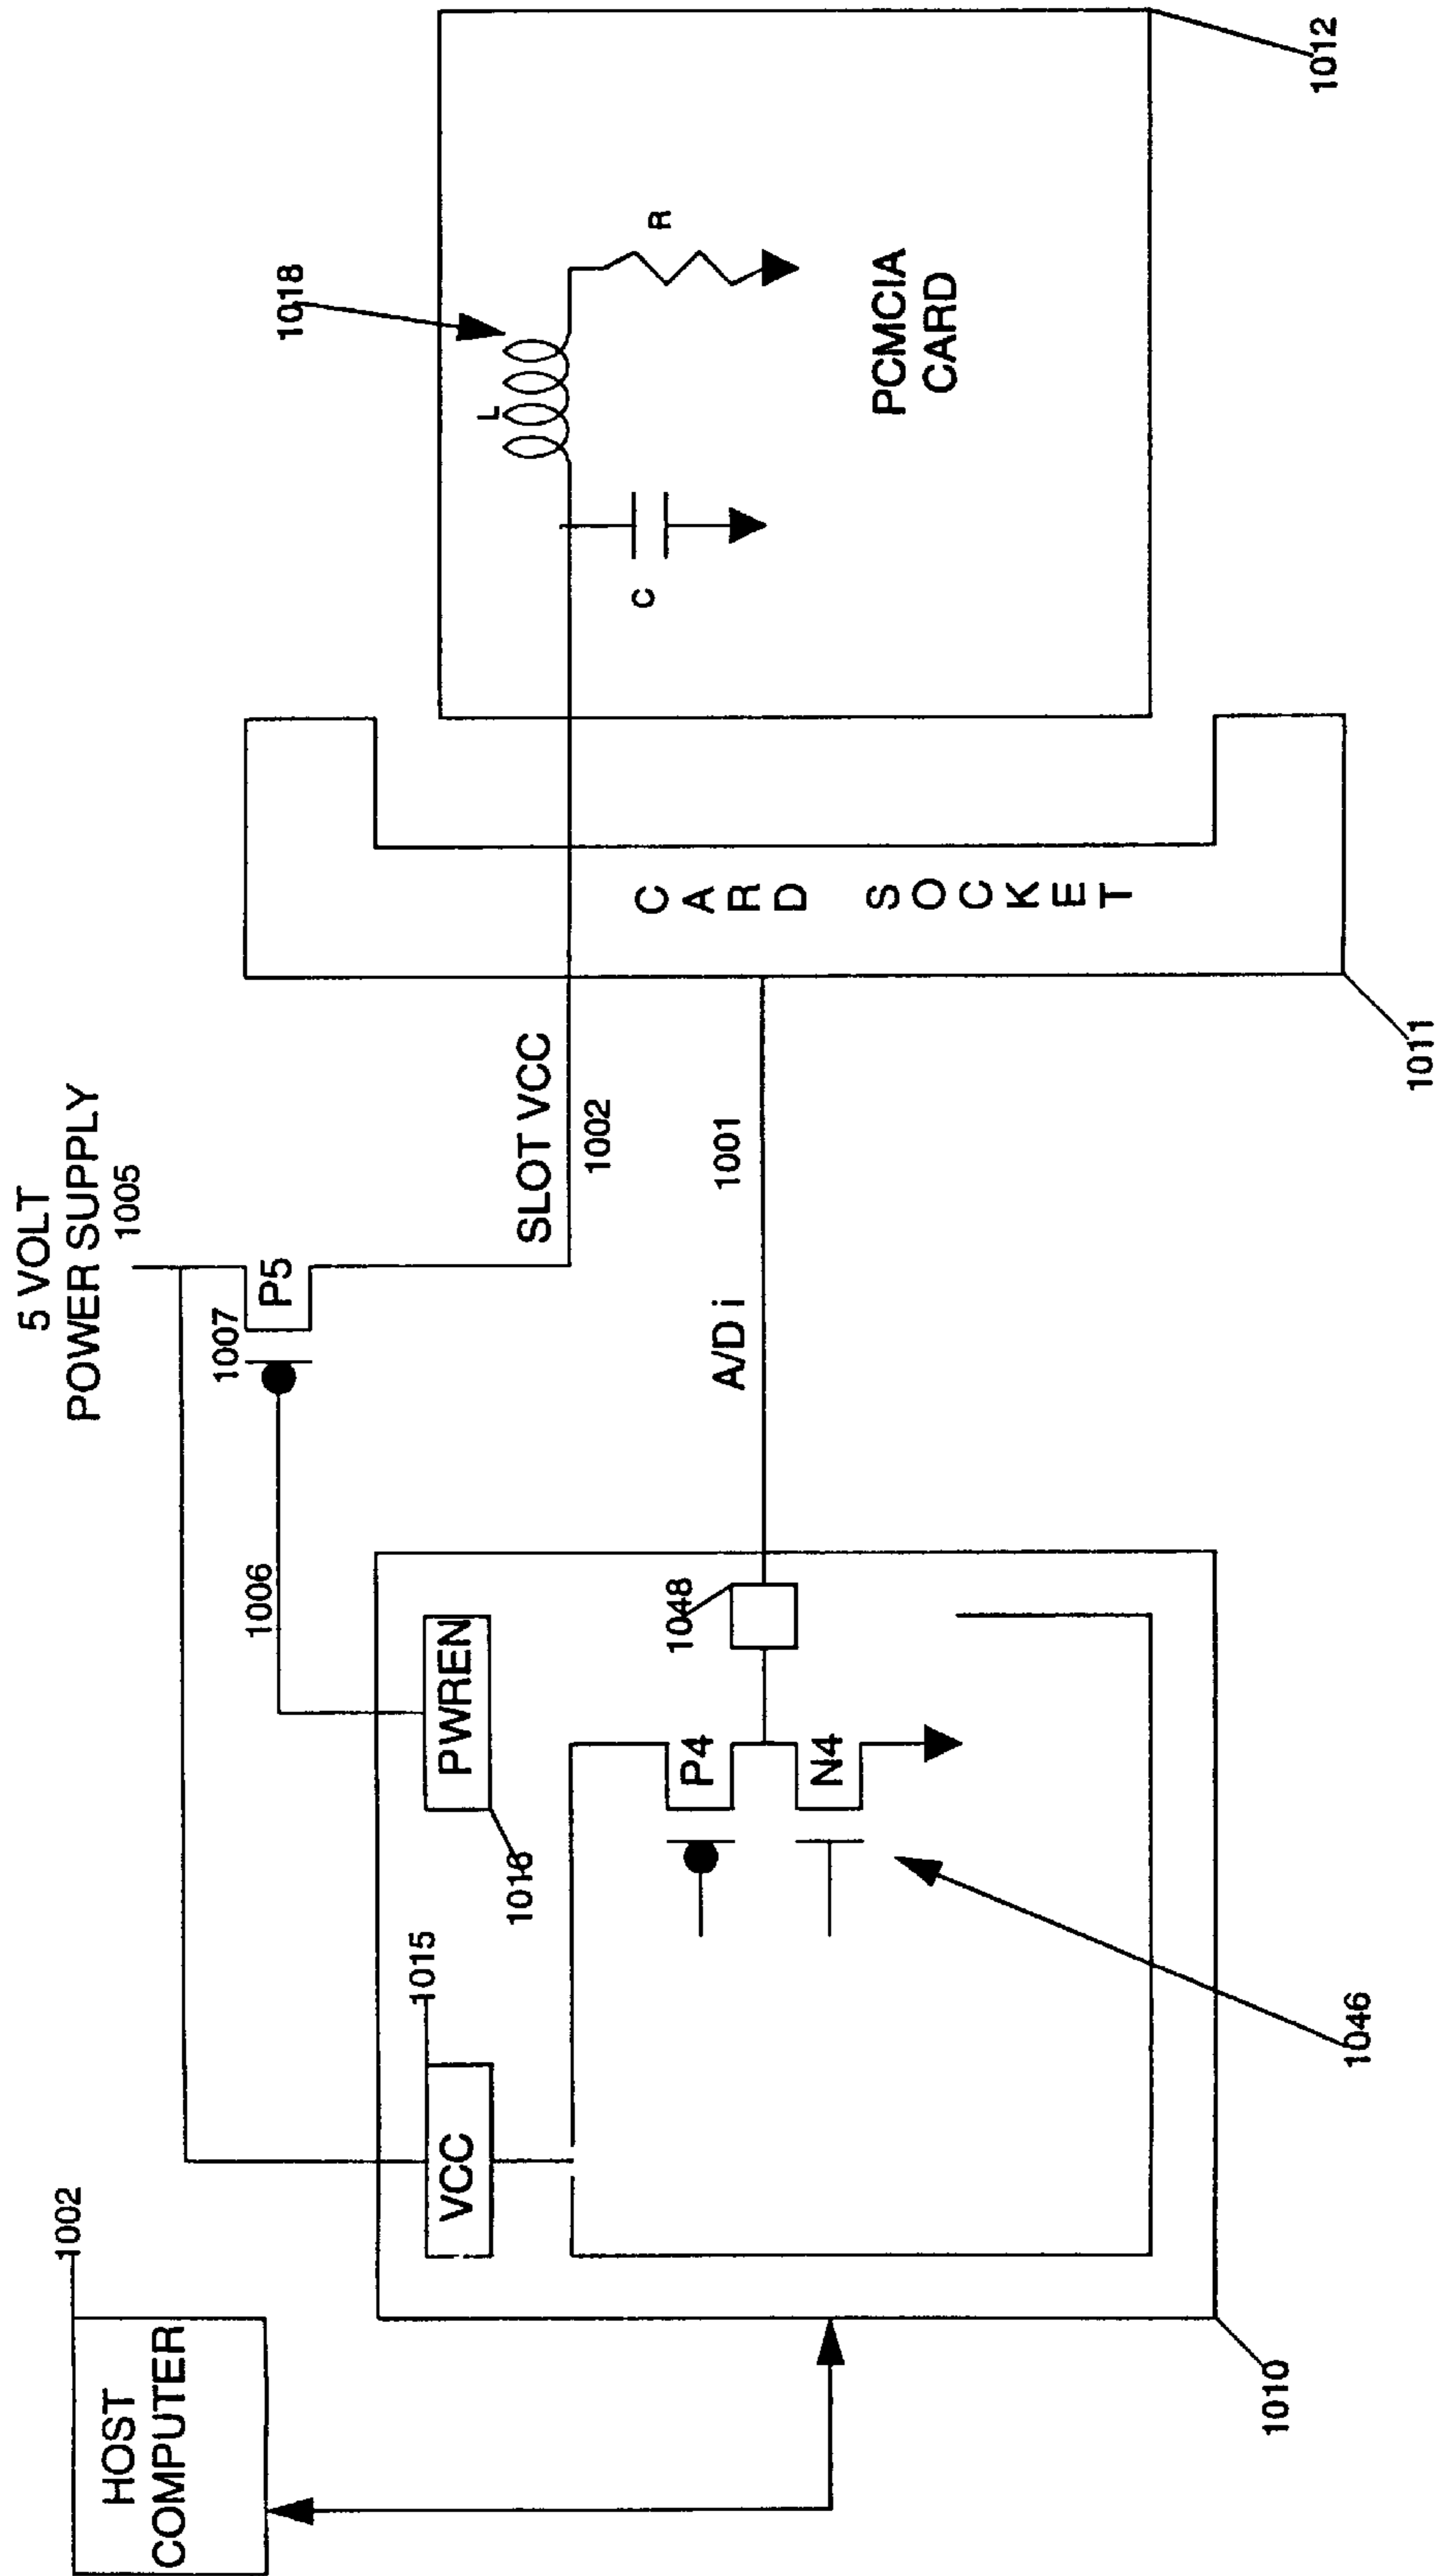 HOST
COMPUTER
1002
5 VOLT
POWER SUPPLY
1005
1007
P5
1006
VCC
1015
PWREN
1016
P4
N4
1048
1046
1010
SLOT VCC
1002
A/D i
1001
CARD SOCKET
1011
1018
L
C
R
PCMCIA
CARD
1012